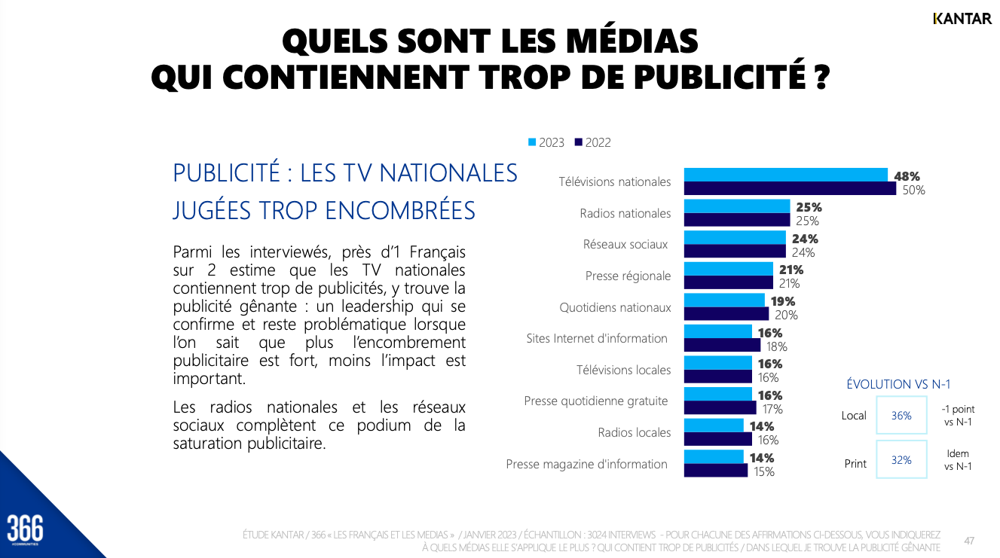 KANTAR
QUELS SONT LES MÉDIAS
QUI CONTIENNENT TROP DE PUBLICITÉ ?
2023 2022
PUBLICITÉ : LES TV NATIONALES
JUGÉES TROP ENCOMBRÉES
Parmi les interviewés, près d'1 Français
sur 2 estime que les TV nationales
contiennent trop de publicités, y trouve la
publicité gênante : un leadership qui se
confirme et reste problématique lorsque
l'on sait que plus l'encombrement
publicitaire est fort, moins l'impact est
important.
Les radios nationales et les réseaux
sociaux complètent ce podium de la
saturation publicitaire.
Télévisions nationales 48% 50%
Radios nationales 25% 25%
Réseaux sociaux 24% 24%
Presse régionale 21% 21%
Quotidiens nationaux 19% 20%
Sites Internet d'information 16% 18%
Télévisions locales 16% 16%
Presse quotidienne gratuite 16% 17%
Radios locales 14% 16%
Presse magazine d'information 14% 15%
ÉVOLUTION VS N-1
Local 36% -1 point
vs N-1
Print 32% Idem
vs N-1
366
#COMMUNITIES
ÉTUDE KANTAR / 366 « LES FRANÇAIS ET LES MEDIAS » / JANVIER 2023 / ÉCHANTILLON : 3024 INTERVIEWS - POUR CHACUNE DES AFFIRMATIONS CI-DESSOUS, VOUS INDIQUEREZ
À QUELS MÉDIAS ELLE S'APPLIQUE LE PLUS ? QUI CONTIENT TROP DE PUBLICITÉS / DANS LEQUEL JE TROUVE LA PUBLICITÉ GÊNANTE
47